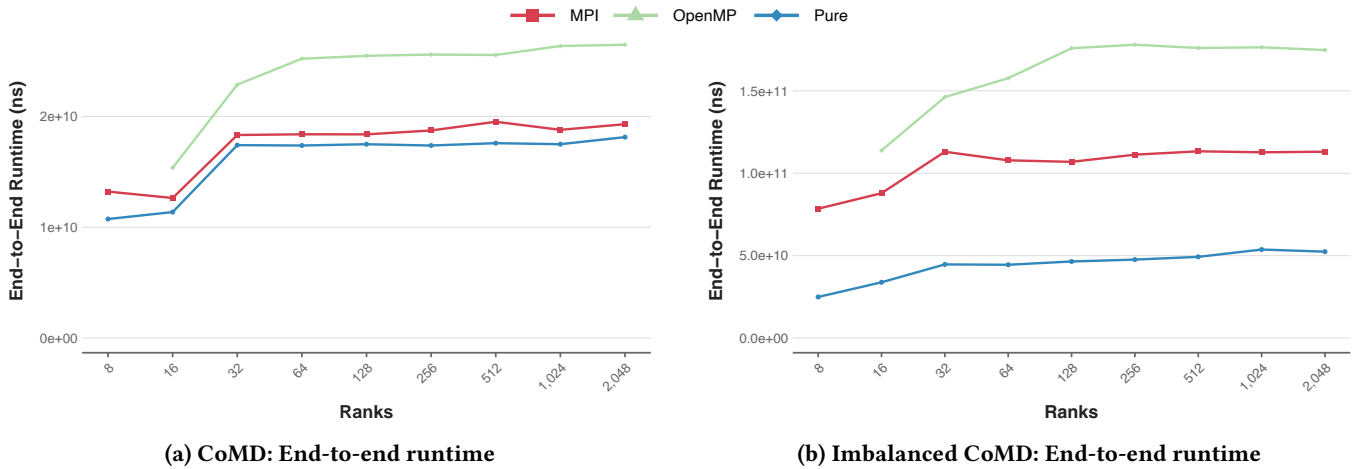 MPI OpenMP Pure
End−to−End Runtime (ns)
2e+10
1e+10
0e+00
8 16 32 64 128 256 512 1,024 2,048
Ranks
(a) CoMD: End-to-end runtime
End−to−End Runtime (ns)
1.5e+11
1.0e+11
5.0e+10
0.0e+00
8 16 32 64 128 256 512 1,024 2,048
Ranks
(b) Imbalanced CoMD: End-to-end runtime